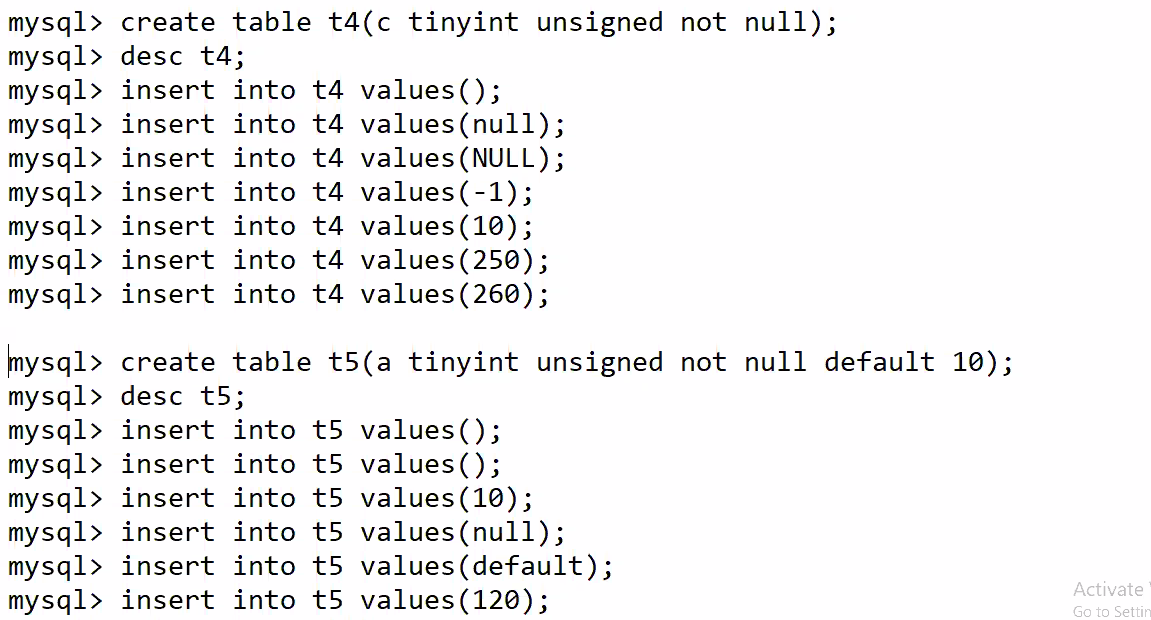 mysql> create table t4(c tinyint unsigned not null);
mysql> desc t4;
mysql> insert into t4 values();
mysql> insert into t4 values(null);
mysql> insert into t4 values(NULL);
mysql> insert into t4 values(-1);
mysql> insert into t4 values(10);
mysql> insert into t4 values(250);
mysql> insert into t4 values(260);
mysql> create table t5(a tinyint unsigned not null default 10);
mysql> desc t5;
mysql> insert into t5 values();
mysql> insert into t5 values();
mysql> insert into t5 values(10);
mysql> insert into t5 values(null);
mysql> insert into t5 values(default);
mysql> insert into t5 values(120);
Activate
Go to